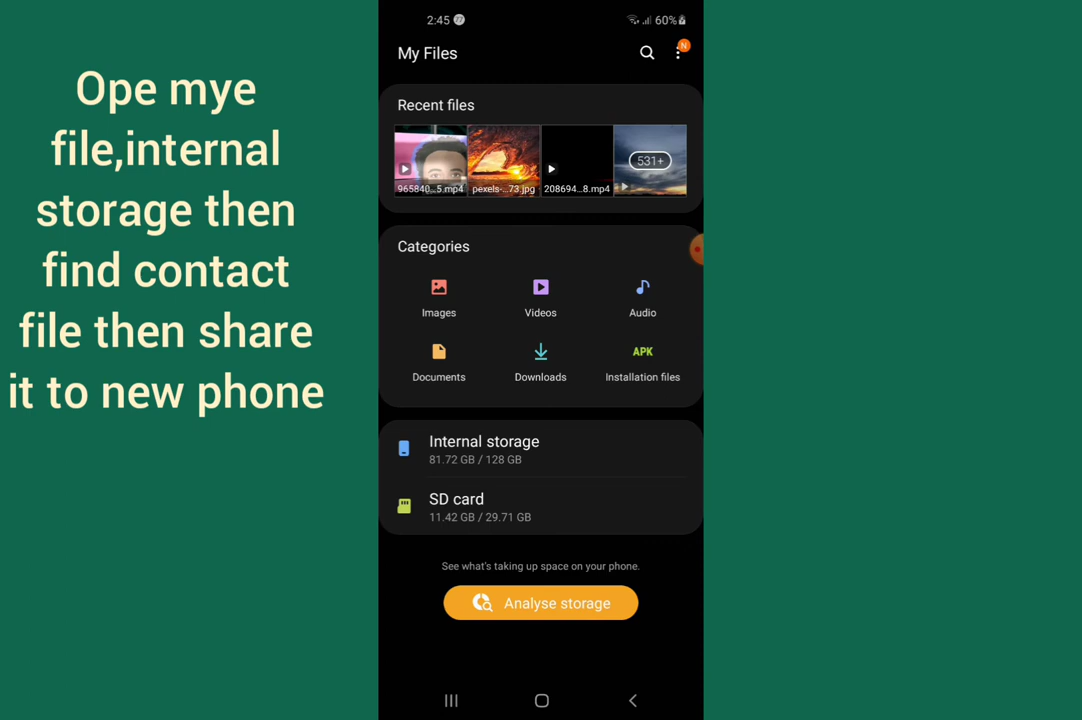 Ope mye
file,internal
storage then
find contact
file then share
it to new phone
2:45 77 60%
My Files
N
Recent files
965840...5.mp4 pexels-...73.jpg 208694...8.mp4 531+
Categories
Images Videos Audio
APK
Documents Downloads Installation files
Internal storage
81.72 GB / 128 GB
SD card
11.42 GB / 29.71 GB
See what's taking up space on your phone.
Analyse storage